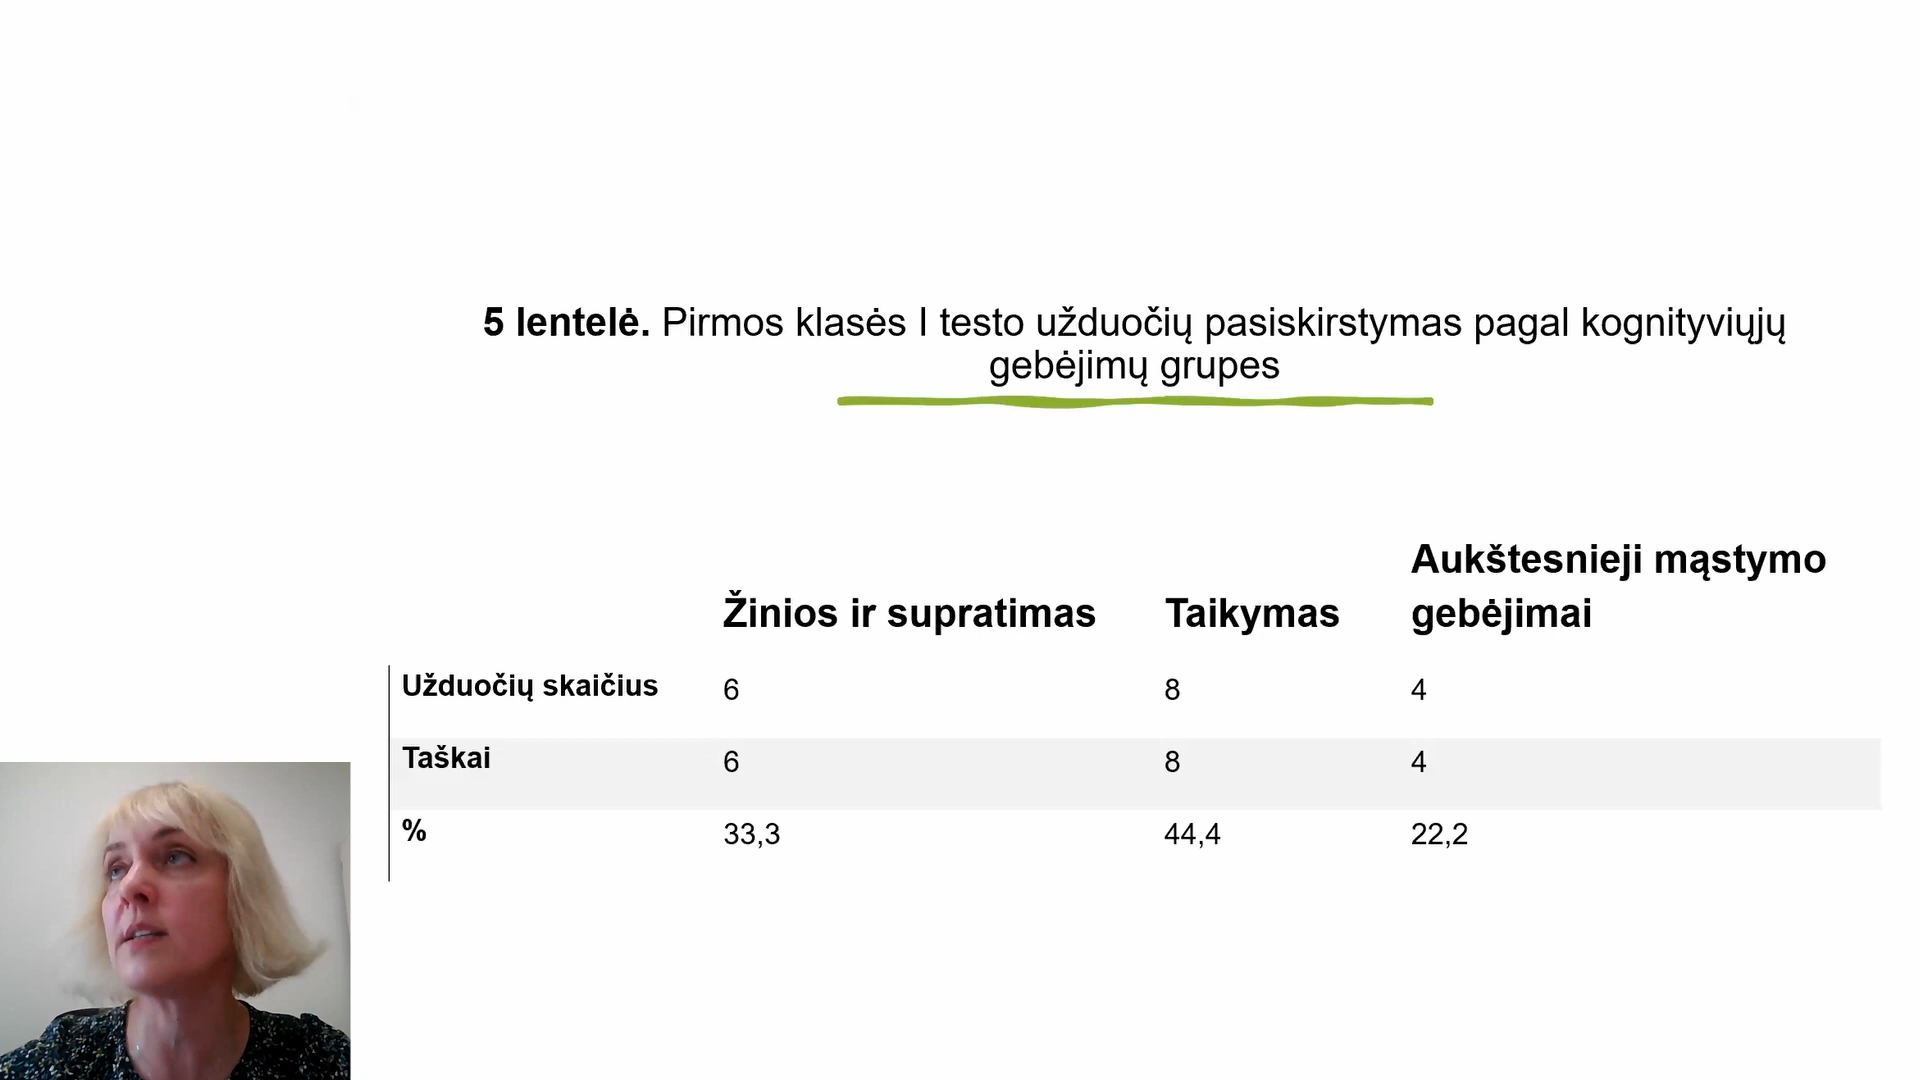 5 lentelė. Pirmos klasės I testo užduočių pasiskirstymas pagal kognityviųjų
gebėjimų grupes
Žinios ir supratimas Taikymas Aukštesnieji mąstymo
gebėjimai
Užduočių skaičius 6 8 4
Taškai 6 8 4
% 33,3 44,4 22,2